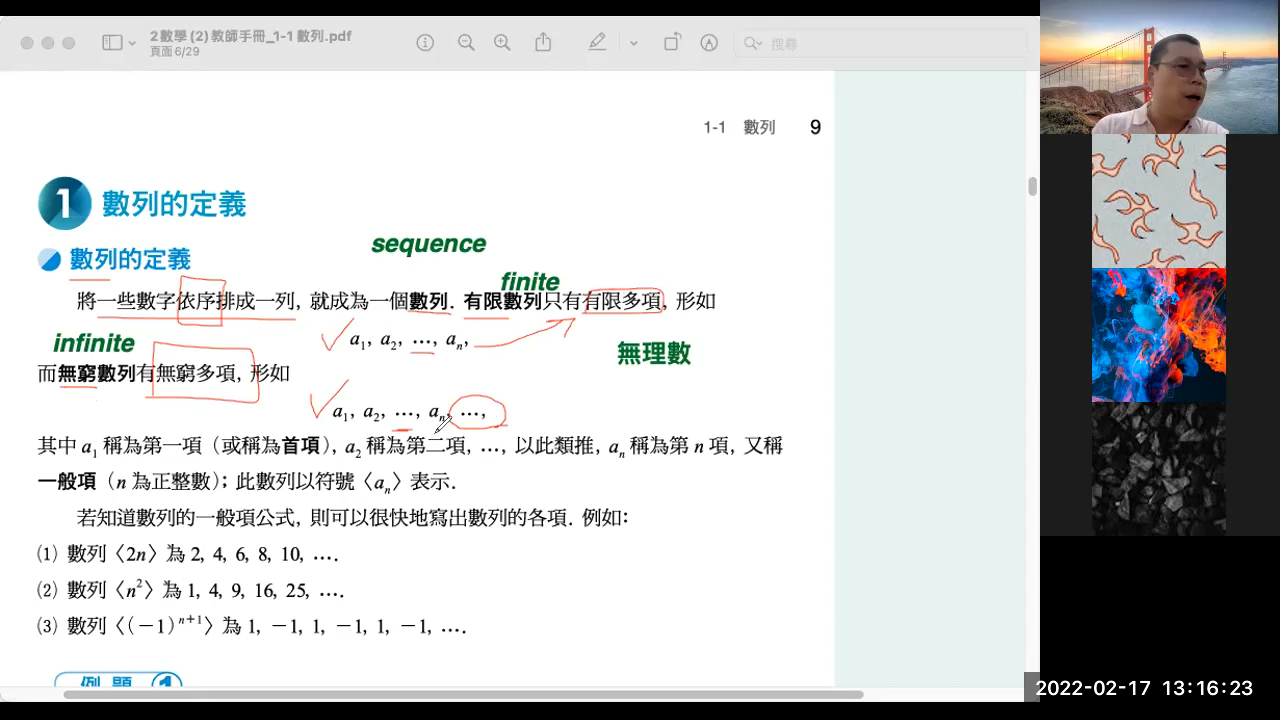 2數學 (2) 教師手冊_1-1 數列.pdf
頁面 6/29
搜尋
1-1 數列 9
1 數列的定義
sequence
數列的定義
finite
將一些數字依序排成一列, 就成為一個數列. 有限數列只有有限多項, 形如
infinite
a₁, a₂, …, aₙ,
無理數
而無窮數列有無窮多項, 形如
a₁, a₂, …, aₙ, …,
其中 a₁ 稱為第一項 (或稱為首項), a₂ 稱為第二項, …, 以此類推, aₙ 稱為第 n 項, 又稱
一般項 (n 為正整數); 此數列以符號〈aₙ〉表示.
若知道數列的一般項公式, 則可以很快地寫出數列的各項. 例如:
(1) 數列〈2n〉為 2, 4, 6, 8, 10, ….
(2) 數列〈n²〉為 1, 4, 9, 16, 25, ….
(3) 數列〈(−1)ⁿ⁺¹〉為 1, −1, 1, −1, 1, −1, ….
例題 1
2022-02-17 13:16:23